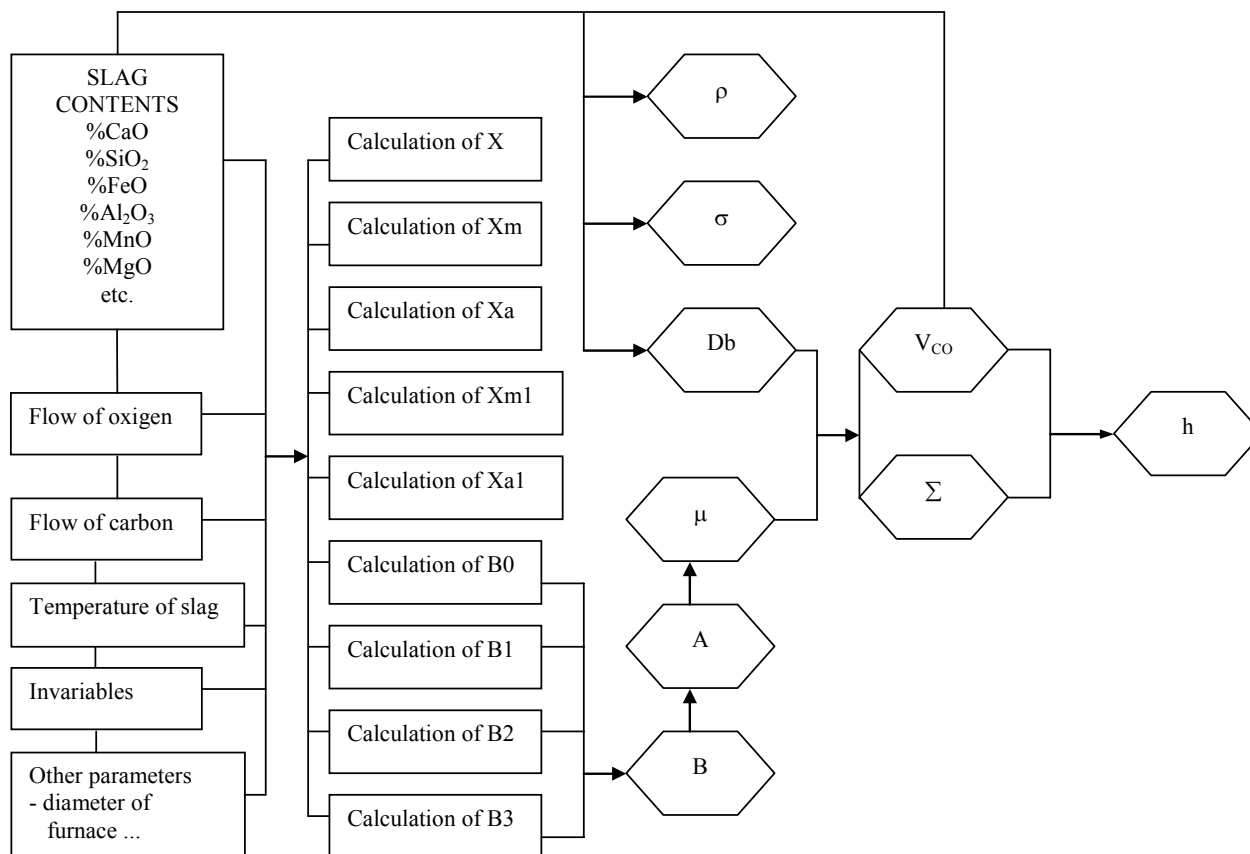 SLAG
CONTENTS
%CaO
%SiO₂
%FeO
%Al₂O₃
%MnO
%MgO
etc.
Flow of oxigen
Flow of carbon
Temperature of slag
Invariables
Other parameters
- diameter of
furnace ...
Calculation of X
Calculation of Xm
Calculation of Xa
Calculation of Xm1
Calculation of Xa1
Calculation of B0
Calculation of B1
Calculation of B2
Calculation of B3
ρ
σ
Db
μ
A
B
V_CO
Σ
h